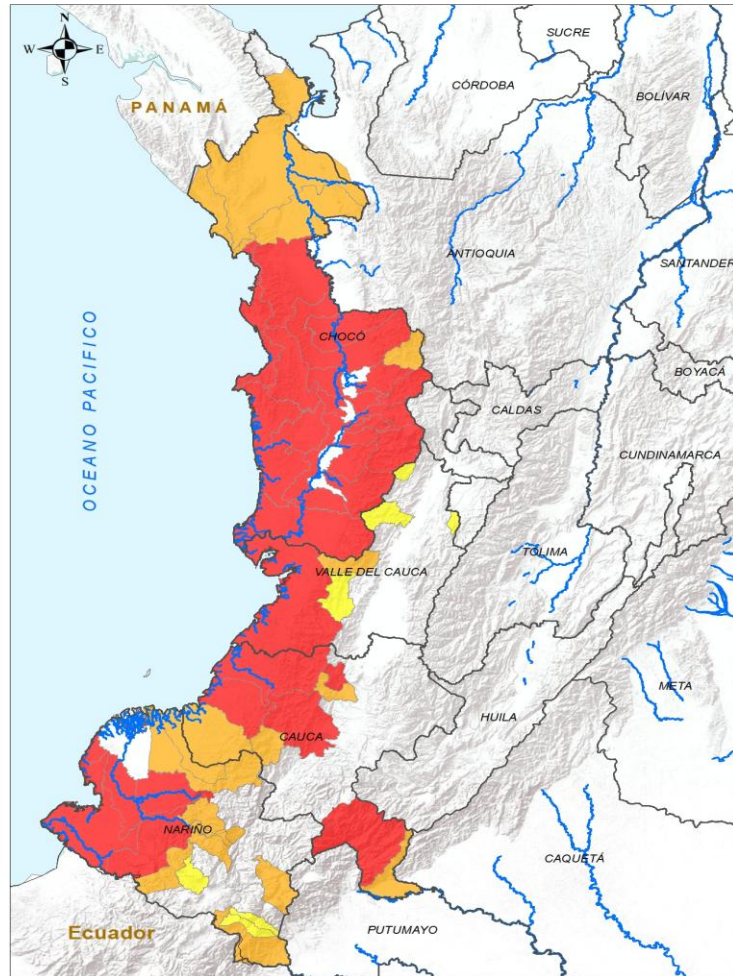 N
W E
S
SUCRE
CÓRDOBA
BOLÍVAR
PANAMÁ
ANTIOQUIA
SANTANDER
OCEANO PACIFICO
CHOCÓ
BOYACÁ
CALDAS
CUNDINAMARCA
TOLIMA
VALLE DEL CAUCA
META
HUILA
CAUCA
NARIÑO
CAQUETÁ
Ecuador
PUTUMAYO